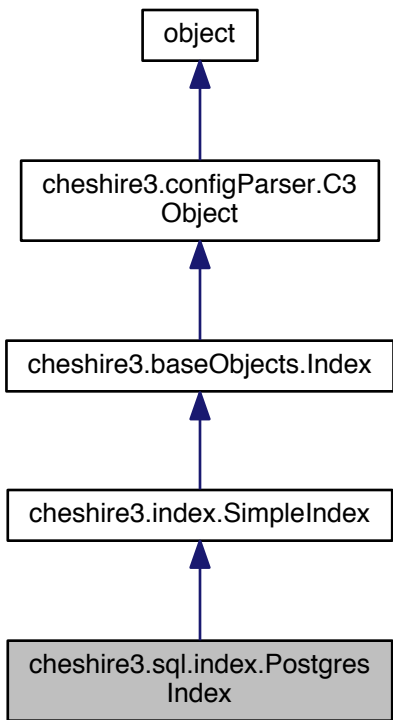 object
cheshire3.configParser.C3
Object
cheshire3.baseObjects.Index
cheshire3.index.SimpleIndex
cheshire3.sql.index.Postgres
Index